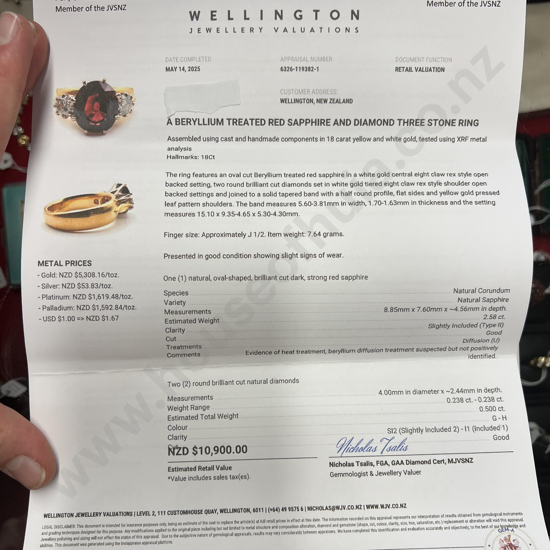 Member of the JVSNZ
Member of the JVSNZ
WELLINGTON
JEWELLERY VALUATIONS
DATE COMPLETED
MAY 14, 2025
APPRAISAL NUMBER
6326-119382-1
DOCUMENT FUNCTION
RETAIL VALUATION
CUSTOMER ADDRESS:
WELLINGTON, NEW ZEALAND
A BERYLLIUM TREATED RED SAPPHIRE AND DIAMOND THREE STONE RING
Assembled using cast and handmade components in 18 carat yellow and white gold, tested using XRF metal
analysis
Hallmarks: 18Ct
The ring features an oval cut Beryllium treated red sapphire in a white gold central eight claw rex style open
backed setting, two round brilliant cut diamonds set in white gold tiered eight claw rex style shoulder open
backed settings and joined to a solid tapered band with a half round profile, flat sides and yellow gold pressed
leaf pattern shoulders. The band measures 5.60-3.81mm in width, 1.70-1.63mm in thickness and the setting
measures 15.10 x 9.35-4.65 x 5.30-4.30mm.
Finger size: Approximately J 1/2. Item weight: 7.64 grams.
Presented in good condition showing slight signs of wear.
METAL PRICES
- Gold: NZD $5,308.16/toz.
- Silver: NZD $53.83/toz.
- Platinum: NZD $1,619.48/toz.
- Palladium: NZD $1,592.84/toz.
- USD $1.00 => NZD $1.67
One (1) natural, oval-shaped, brilliant cut dark, strong red sapphire
Species Natural Corundum
Variety Natural Sapphire
Measurements 8.85mm x 7.60mm x ~4.56mm in depth.
Estimated Weight 2.58 ct.
Clarity Slightly Included (Type II)
Cut Good
Treatments Diffusion (U)
Comments Evidence of heat treatment, beryllium diffusion treatment suspected but not positively
identified.
Two (2) round brilliant cut natural diamonds
Measurements 4.00mm in diameter x ~2.44mm in depth.
Weight Range 0.238 ct. - 0.238 ct.
Estimated Total Weight 0.500 ct.
Colour G - H
Clarity SI2 (Slightly Included 2) - I1 (Included 1)
Cut Good
NZD $10,900.00
Estimated Retail Value
*Value includes sales tax(es).
Nicholas Tsalis
Nicholas Tsalis, FGA, GAA Diamond Cert, MJVSNZ
Gemmologist & Jewellery Valuer
WELLINGTON JEWELLERY VALUATIONS | LEVEL 2, 111 CUSTOMHOUSE QUAY, WELLINGTON, 6011 | (+64) 49 9375 6 | NICHOLAS@WJV.CO.NZ | WWW.WJV.CO.NZ